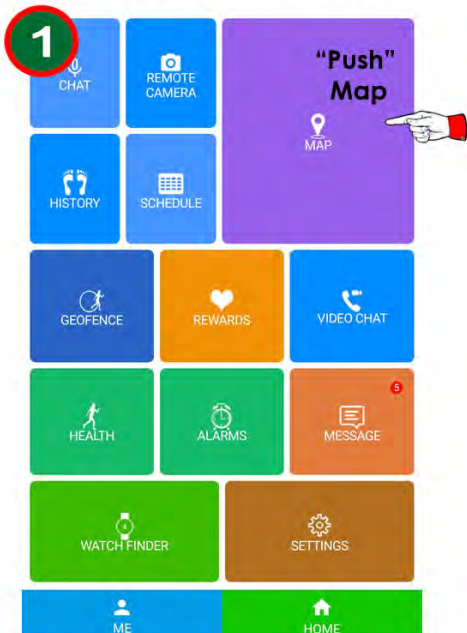 1
CHAT
REMOTE
CAMERA
"Push"
Map
MAP
HISTORY
SCHEDULE
GEOFENCE
REWARDS
VIDEO CHAT
HEALTH
ALARMS
5
MESSAGE
WATCH FINDER
SETTINGS
ME
HOME